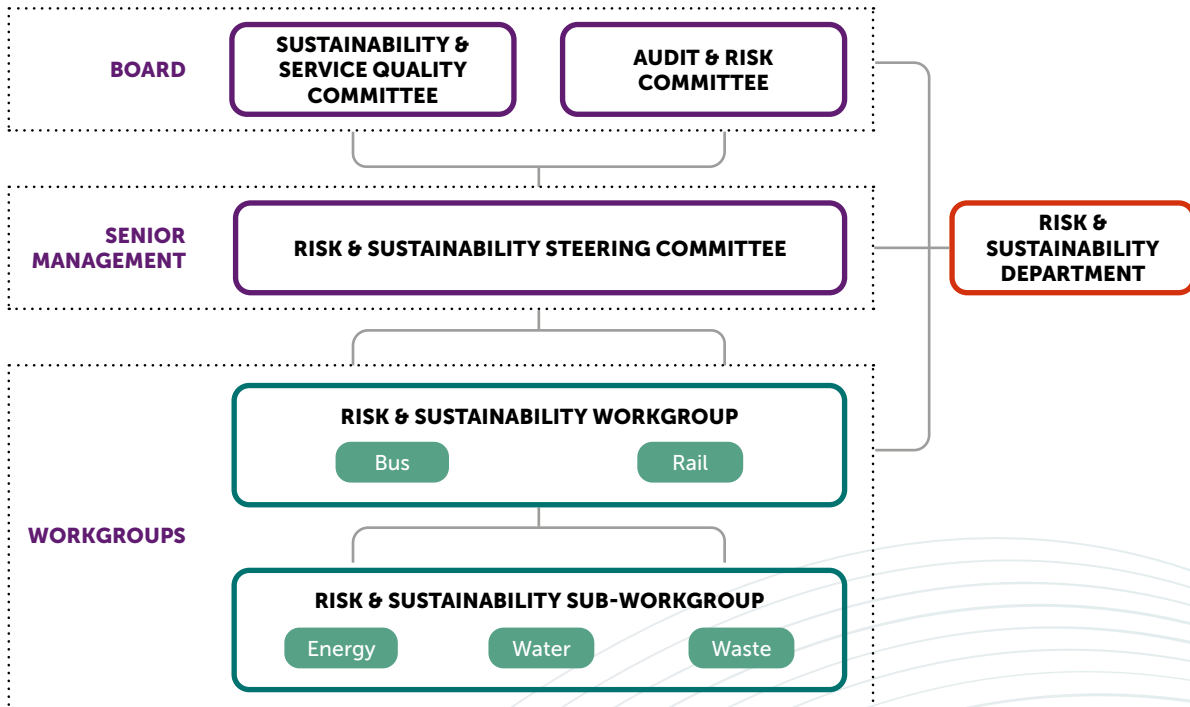 BOARD
SUSTAINABILITY &
SERVICE QUALITY
COMMITTEE
AUDIT & RISK
COMMITTEE
SENIOR
MANAGEMENT
RISK & SUSTAINABILITY STEERING COMMITTEE
RISK &
SUSTAINABILITY
DEPARTMENT
WORKGROUPS
RISK & SUSTAINABILITY WORKGROUP
Bus
Rail
RISK & SUSTAINABILITY SUB-WORKGROUP
Energy
Water
Waste